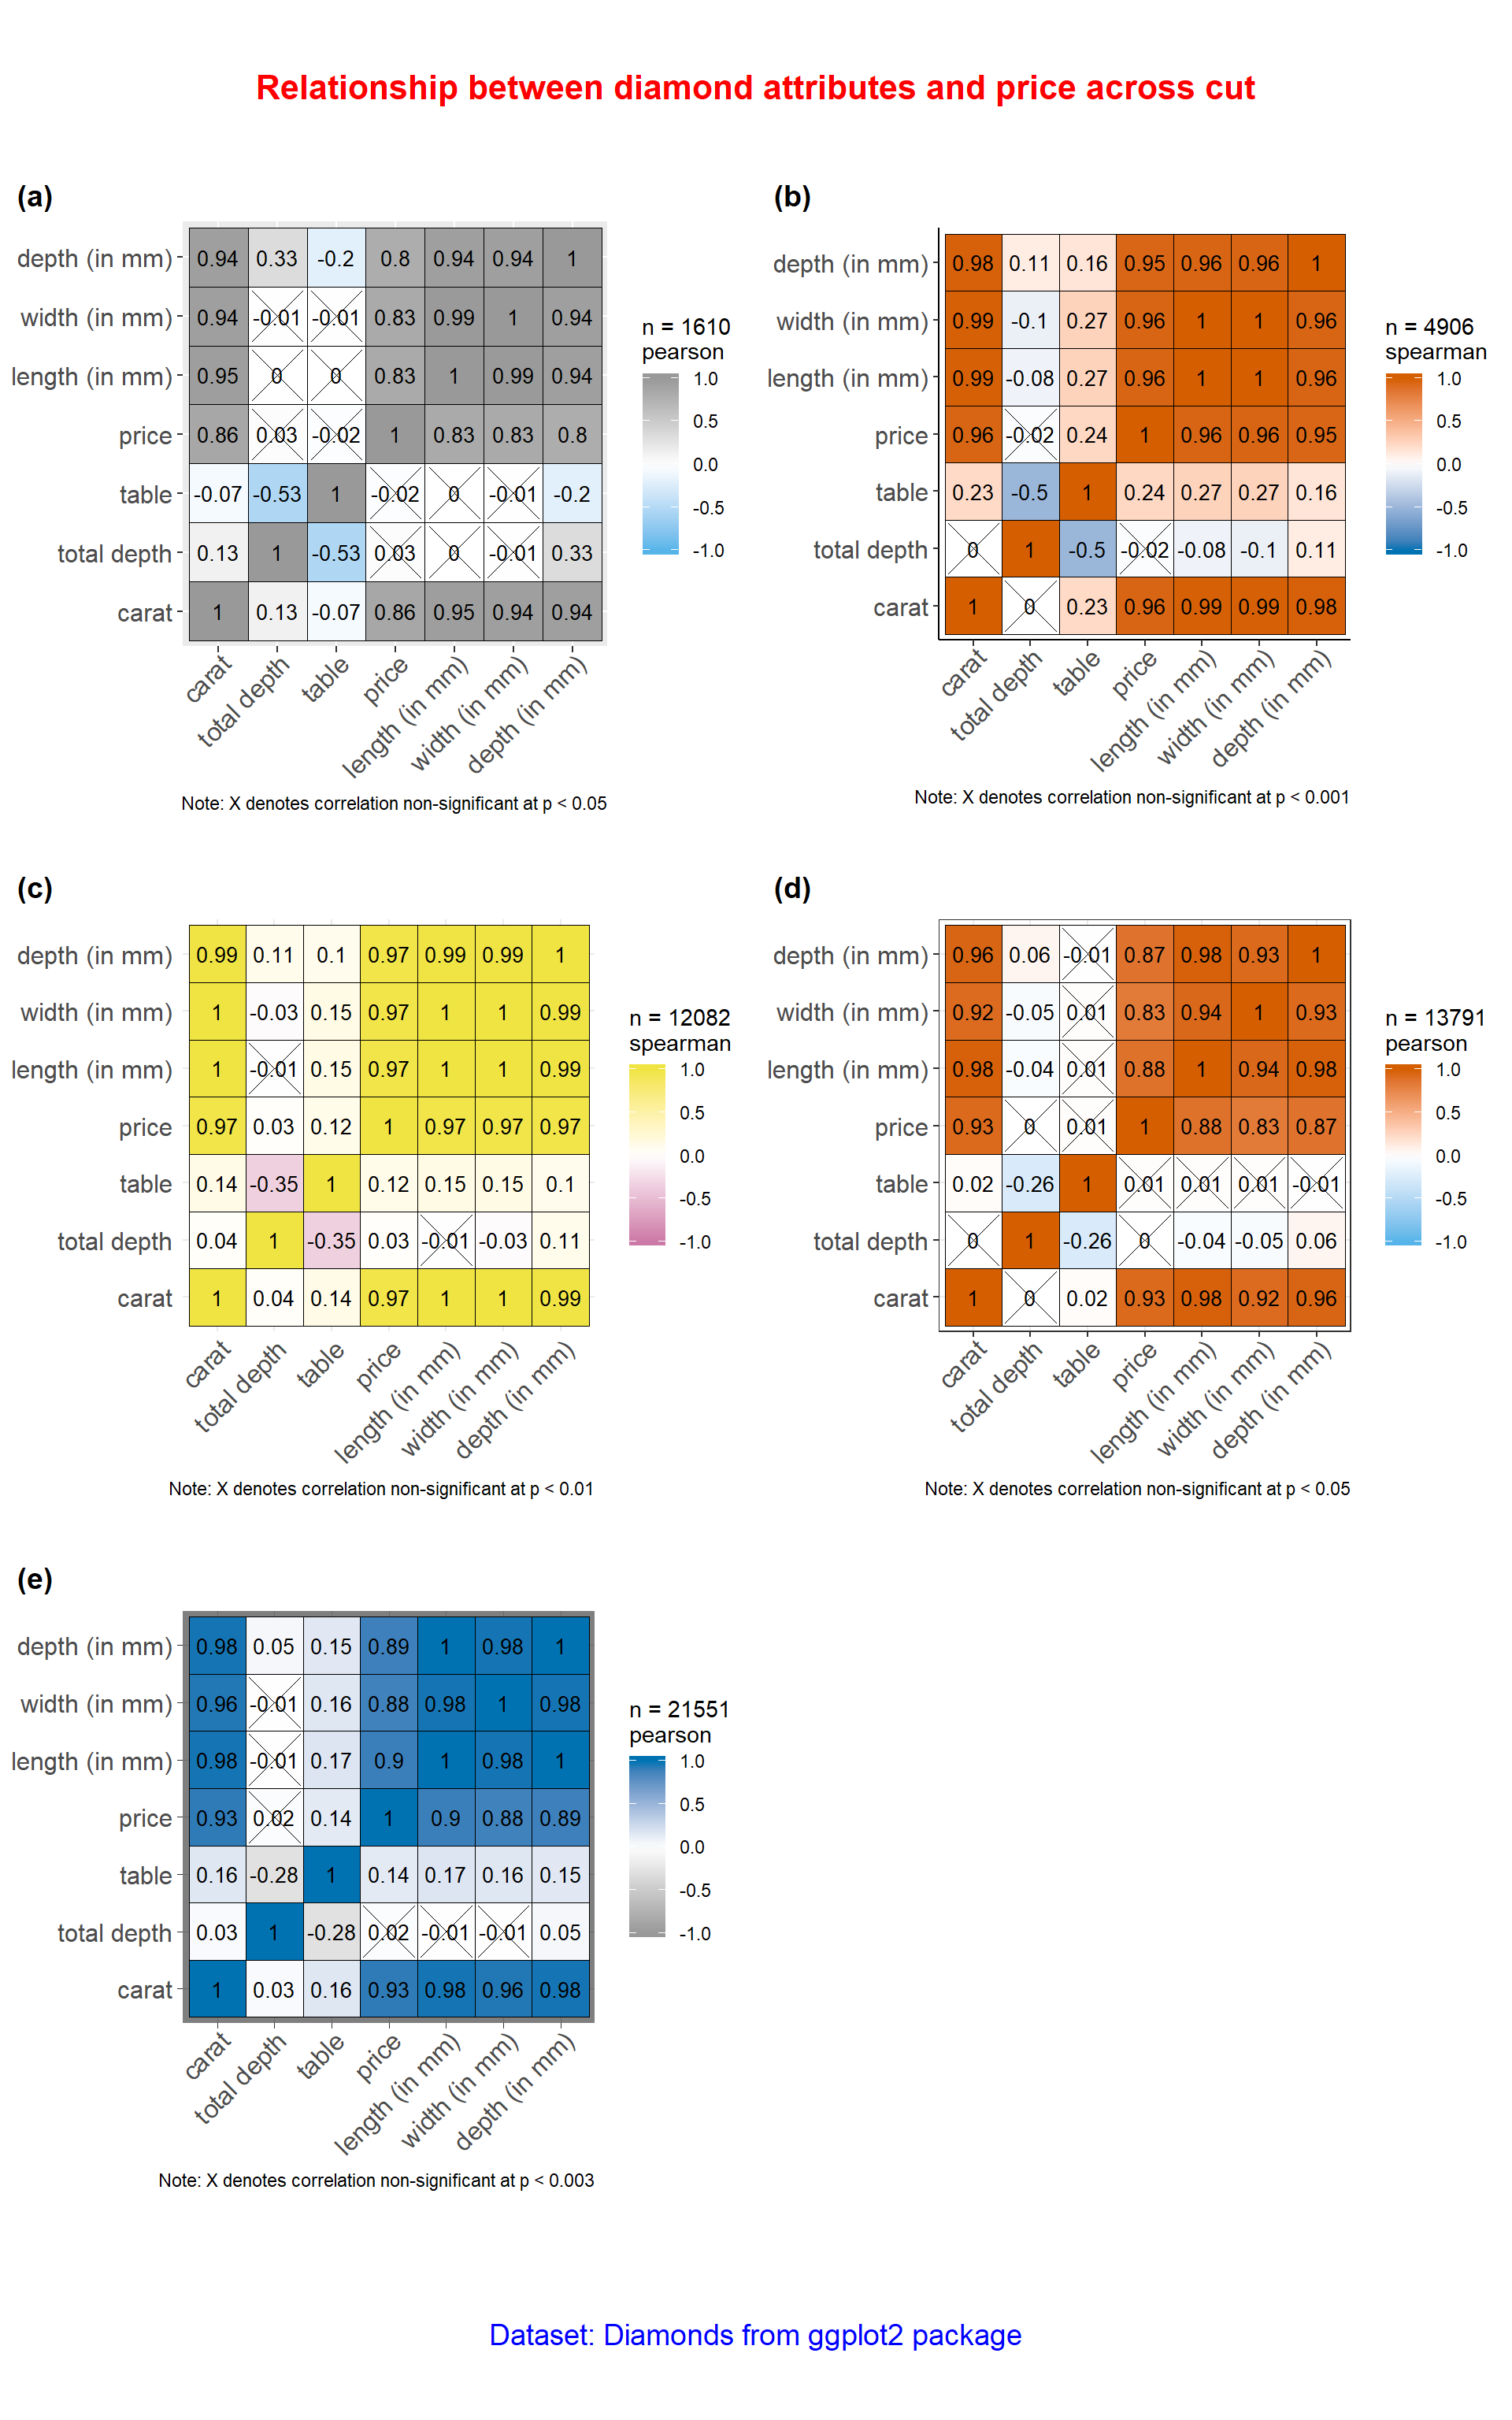 Relationship between diamond attributes and price across cut
(a)
depth (in mm) 0.94 0.33 -0.2 0.8 0.94 0.94 1
width (in mm) 0.94 -0.01 -0.01 0.83 0.99 1 0.94
length (in mm) 0.95 0 0 0.83 1 0.99 0.94
price 0.86 0.03 -0.02 1 0.83 0.83 0.8
table -0.07 -0.53 1 -0.02 0 -0.01 -0.2
total depth 0.13 1 -0.53 0.03 0 -0.01 0.33
carat 1 0.13 -0.07 0.86 0.95 0.94 0.94
carat total depth table price length (in mm) width (in mm) depth (in mm)
n = 1610
pearson
1.0
0.5
0.0
-0.5
-1.0
Note: X denotes correlation non-significant at p < 0.05
(b)
depth (in mm) 0.98 0.11 0.16 0.95 0.96 0.96 1
width (in mm) 0.99 -0.1 0.27 0.96 1 1 0.96
length (in mm) 0.99 -0.08 0.27 0.96 1 1 0.96
price 0.96 -0.02 0.24 1 0.96 0.96 0.95
table 0.23 -0.5 1 0.24 0.27 0.27 0.16
total depth 0 1 -0.5 -0.02 -0.08 -0.1 0.11
carat 1 0 0.23 0.96 0.99 0.99 0.98
carat total depth table price length (in mm) width (in mm) depth (in mm)
n = 4906
spearman
1.0
0.5
0.0
-0.5
-1.0
Note: X denotes correlation non-significant at p < 0.001
(c)
depth (in mm) 0.99 0.11 0.1 0.97 0.99 0.99 1
width (in mm) 1 -0.03 0.15 0.97 1 1 0.99
length (in mm) 1 -0.01 0.15 0.97 1 1 0.99
price 0.97 0.03 0.12 1 0.97 0.97 0.97
table 0.14 -0.35 1 0.12 0.15 0.15 0.1
total depth 0.04 1 -0.35 0.03 -0.01 -0.03 0.11
carat 1 0.04 0.14 0.97 1 1 0.99
carat total depth table price length (in mm) width (in mm) depth (in mm)
n = 12082
spearman
1.0
0.5
0.0
-0.5
-1.0
Note: X denotes correlation non-significant at p < 0.01
(d)
depth (in mm) 0.96 0.06 -0.01 0.87 0.98 0.93 1
width (in mm) 0.92 -0.05 0.01 0.83 0.94 1 0.93
length (in mm) 0.98 -0.04 0.01 0.88 1 0.94 0.98
price 0.93 0 0.01 1 0.88 0.83 0.87
table 0.02 -0.26 1 0.01 0.01 0.01 -0.01
total depth 0 1 -0.26 0 -0.04 -0.05 0.06
carat 1 0 0.02 0.93 0.98 0.92 0.96
carat total depth table price length (in mm) width (in mm) depth (in mm)
n = 13791
pearson
1.0
0.5
0.0
-0.5
-1.0
Note: X denotes correlation non-significant at p < 0.05
(e)
depth (in mm) 0.98 0.05 0.15 0.89 1 0.98 1
width (in mm) 0.96 -0.01 0.16 0.88 0.98 1 0.98
length (in mm) 0.98 -0.01 0.17 0.9 1 0.98 1
price 0.93 0.02 0.14 1 0.9 0.88 0.89
table 0.16 -0.28 1 0.14 0.17 0.16 0.15
total depth 0.03 1 -0.28 0.02 -0.01 -0.01 0.05
carat 1 0.03 0.16 0.93 0.98 0.96 0.98
carat total depth table price length (in mm) width (in mm) depth (in mm)
n = 21551
pearson
1.0
0.5
0.0
-0.5
-1.0
Note: X denotes correlation non-significant at p < 0.003
Dataset: Diamonds from ggplot2 package